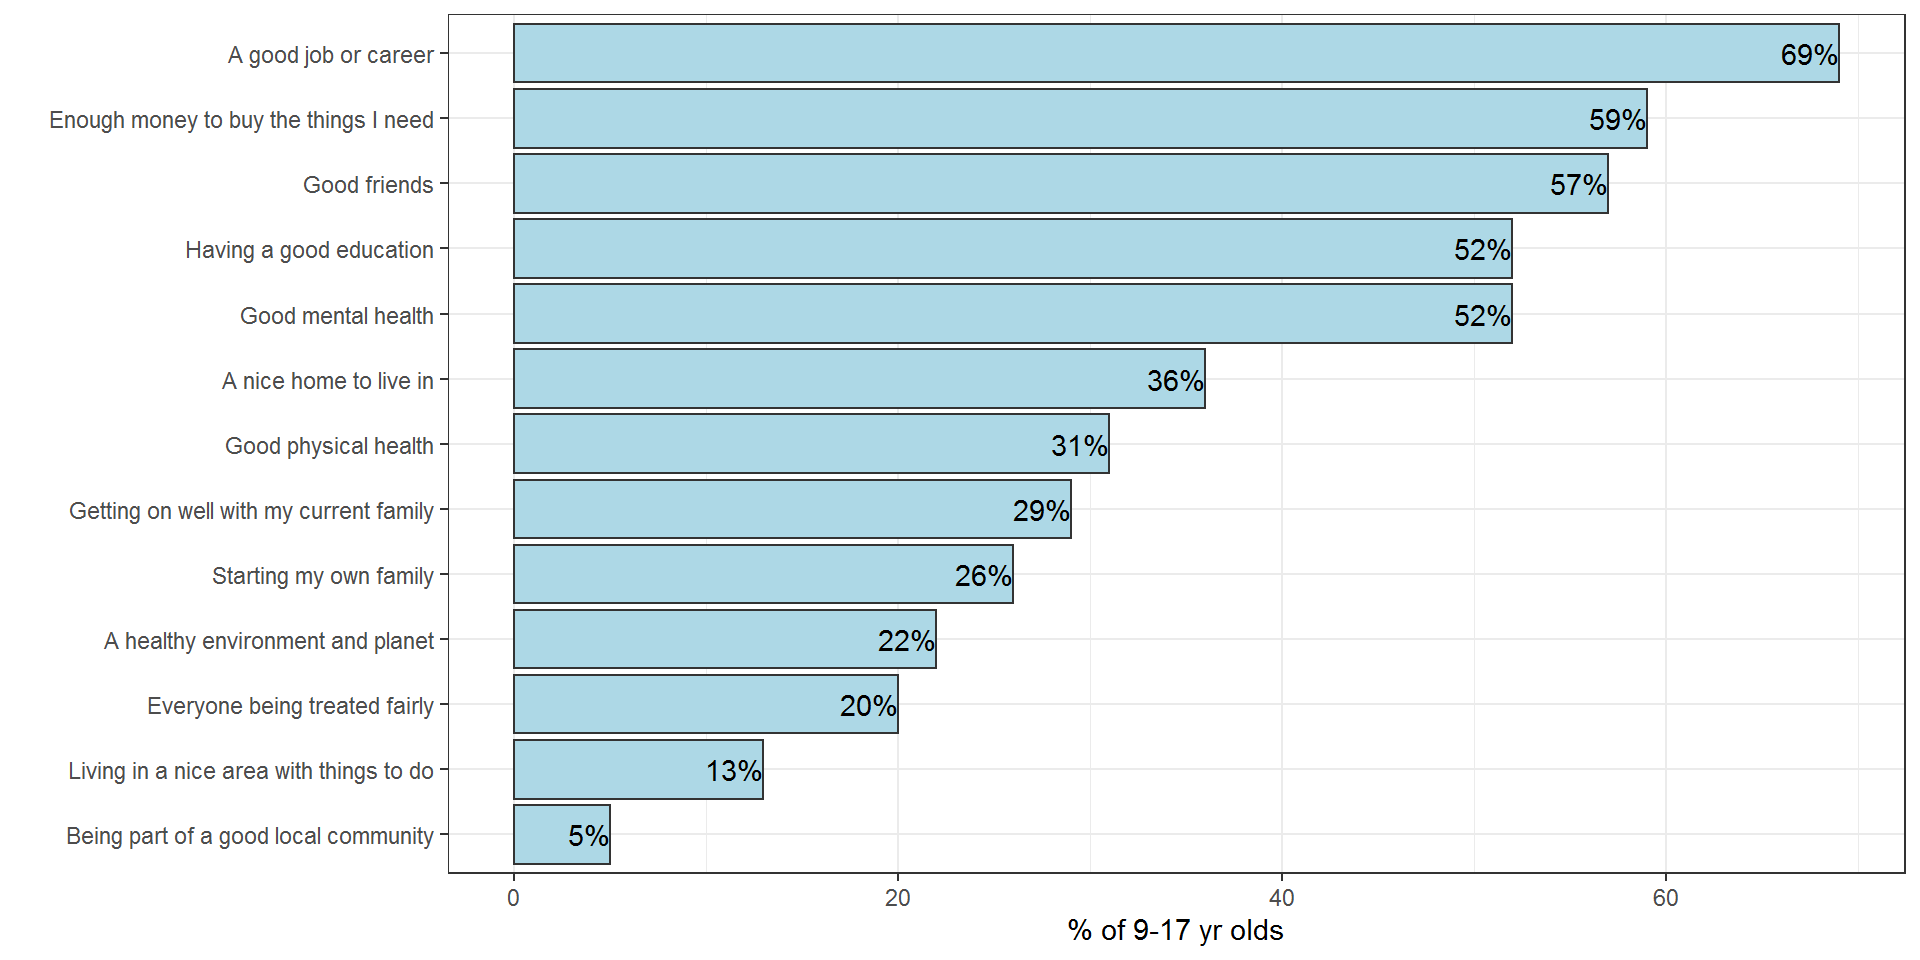 A good job or career 69%
Enough money to buy the things I need 59%
Good friends 57%
Having a good education 52%
Good mental health 52%
A nice home to live in 36%
Good physical health 31%
Getting on well with my current family 29%
Starting my own family 26%
A healthy environment and planet 22%
Everyone being treated fairly 20%
Living in a nice area with things to do 13%
Being part of a good local community 5%
0 20 40 60
% of 9-17 yr olds